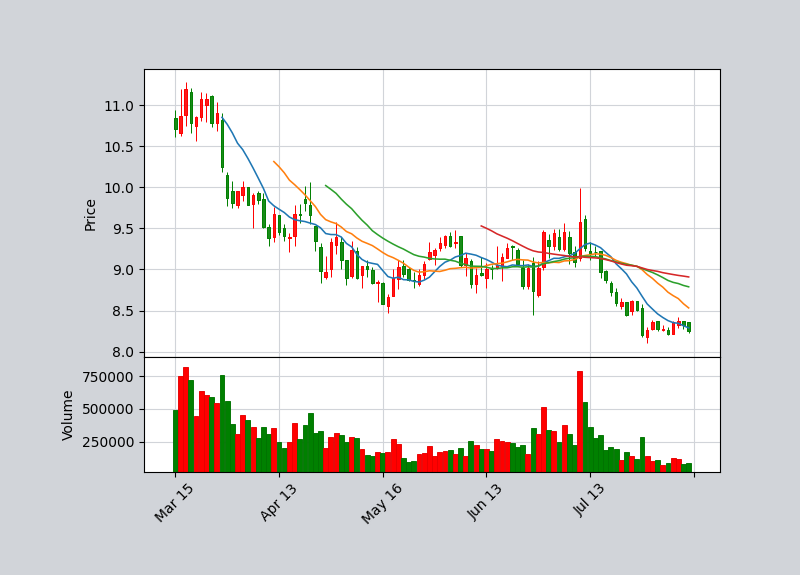 11.0
10.5
10.0
9.5
9.0
8.5
8.0
Price
750000
500000
250000
Volume
Mar 15
Apr 13
May 16
Jun 13
Jul 13